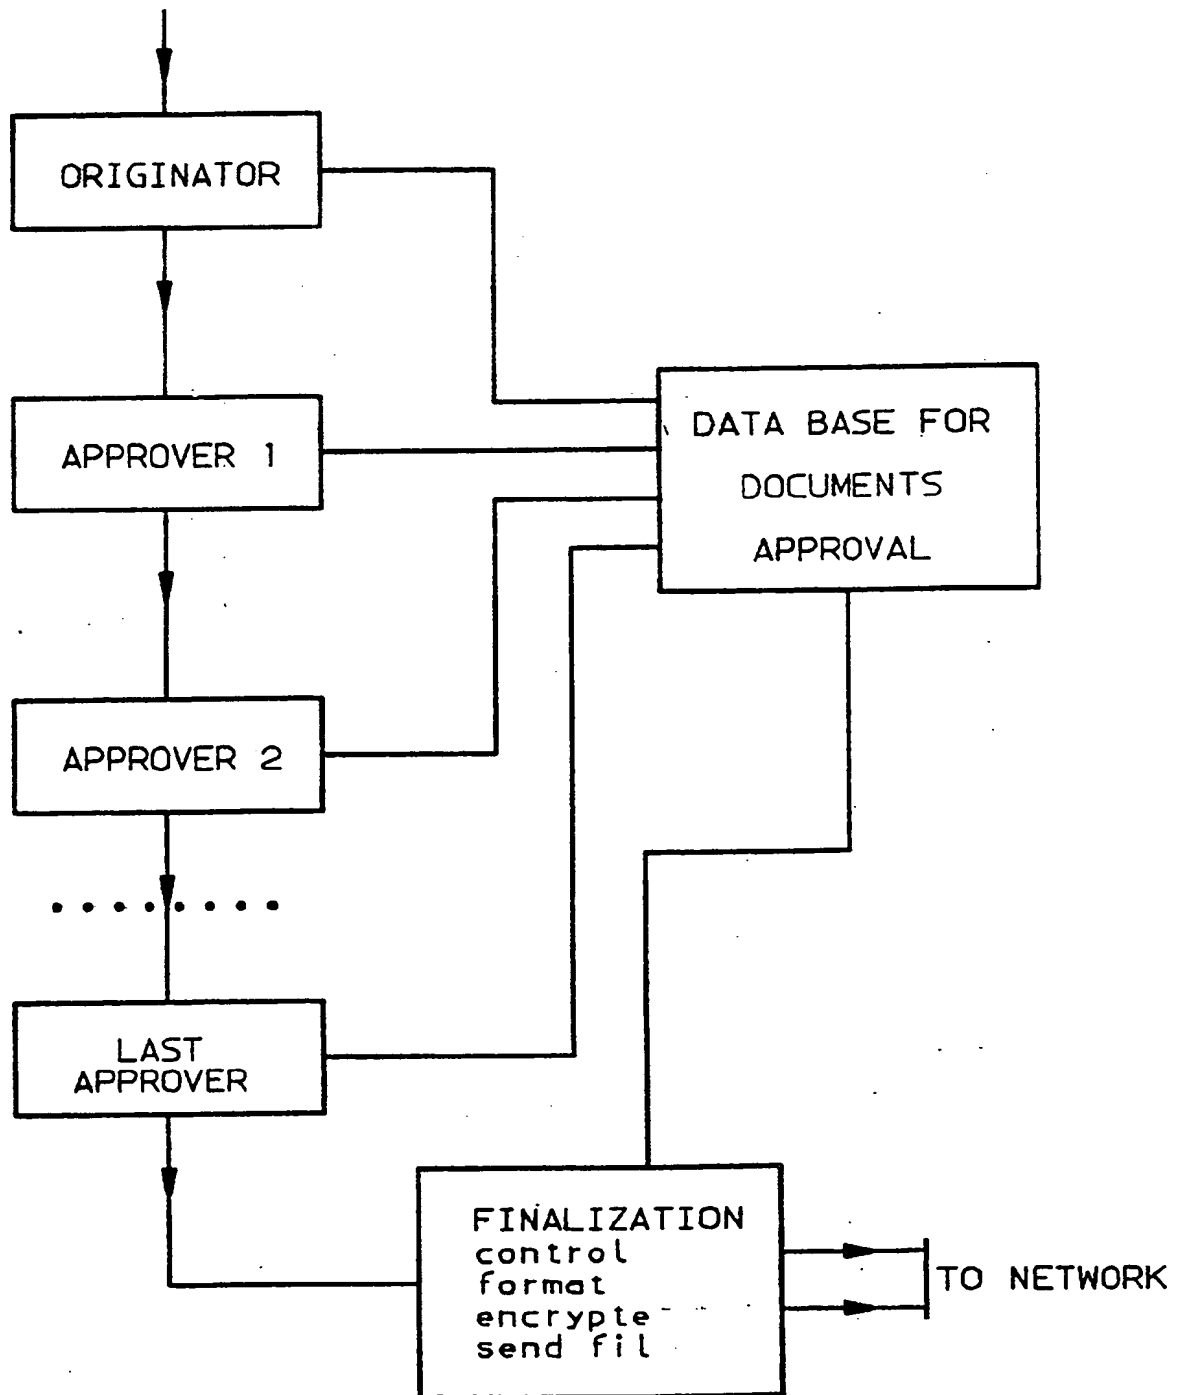 ORIGINATOR
APPROVER 1
DATA BASE FOR
DOCUMENTS
APPROVAL
APPROVER 2
LAST
APPROVER
FINALIZATION
control
format
encrypte
send fil
TO NETWORK